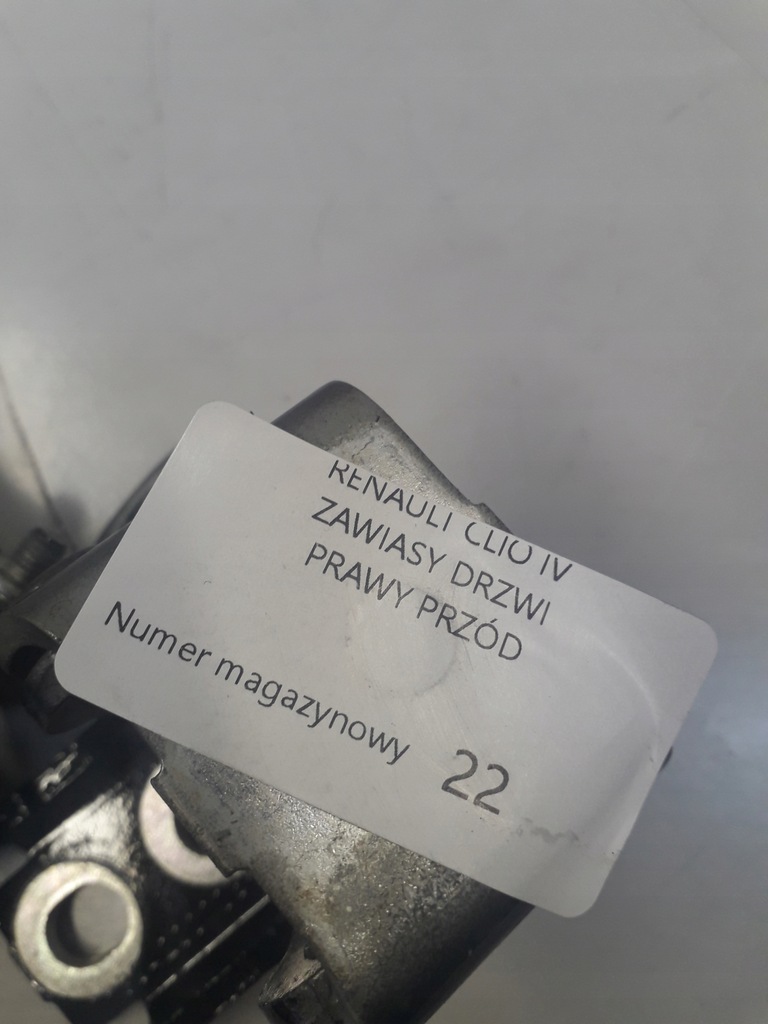 RENAULT CLIO IV
ZAWIASY DRZWI
PRAWY PRZÓD
Numer magazynowy 22